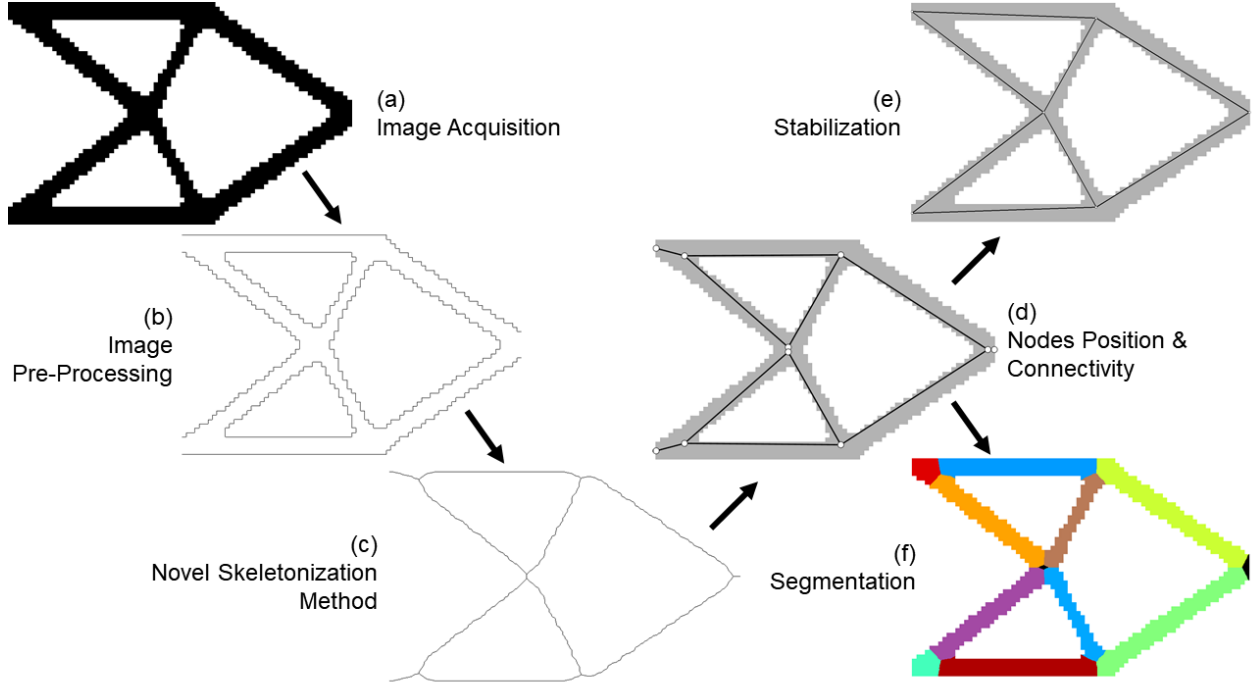 (a)
Image Acquisition
(b)
Image
Pre-Processing
(c)
Novel Skeletonization
Method
(d)
Nodes Position &
Connectivity
(e)
Stabilization
(f)
Segmentation